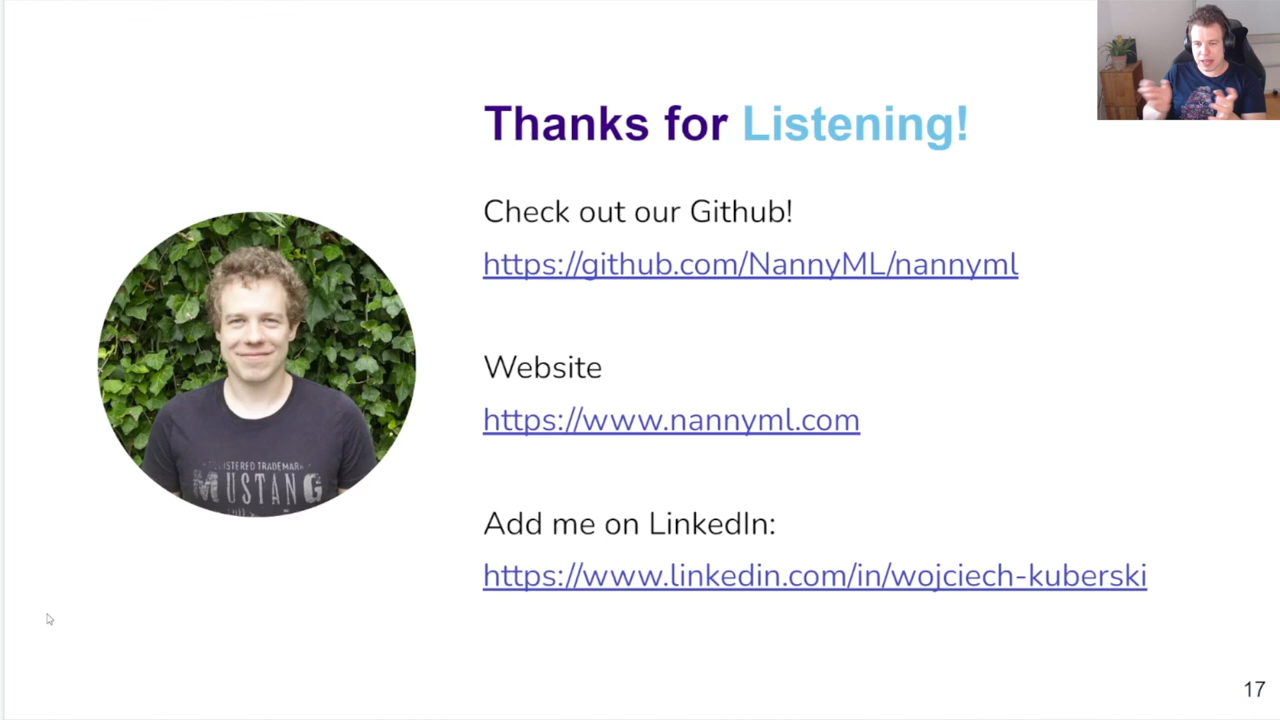 Thanks for Listening!
Check out our Github!
https://github.com/NannyML/nannyml
Website
https://www.nannyml.com
Add me on LinkedIn:
https://www.linkedin.com/in/wojciech-kuberski
MUSTANG
17